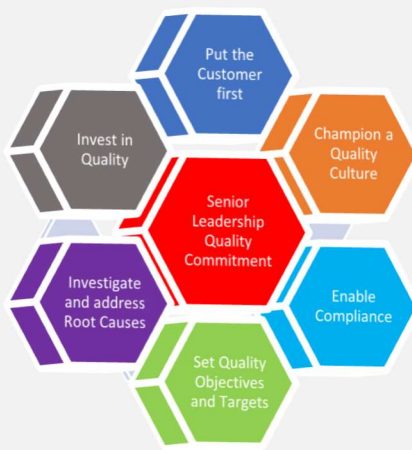 Put the
Customer
first
Invest in
Quality
Champion a
Quality
Culture
Senior
Leadership
Quality
Commitment
Investigate
and address
Root Causes
Enable
Compliance
Set Quality
Objectives
and Targets